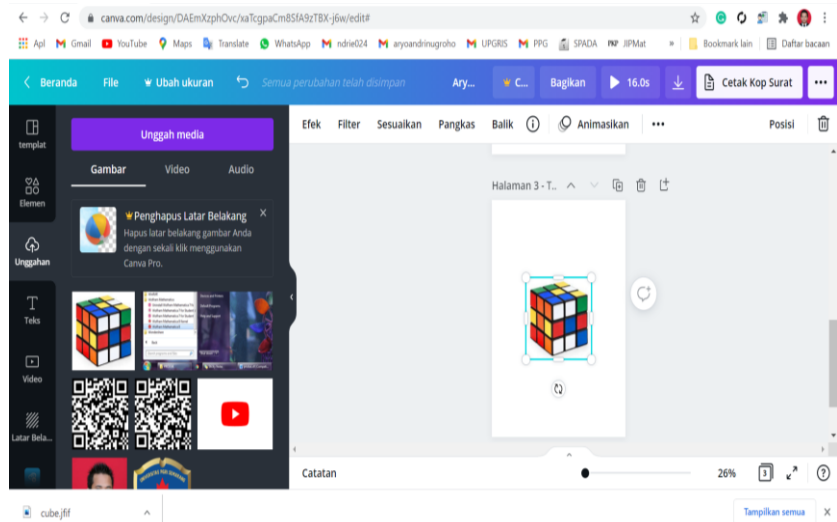 canva.com/design/DAEmXzphOvc/xaTcgpaCm8SfA9zTBX-j6w/edit#
Apl Gmail YouTube Maps Translate WhatsApp ndrie024 aryoandrinugroho UPGRIS PPG SPADA PKP JIPMat » Bookmark lain Daftar bacaan
Beranda File Ubah ukuran Semua perubahan telah disimpan Ary... C... Bagikan 16.0s Cetak Kop Surat
templat
Elemen
Unggahan
Teks
Video
Latar Bela...
Unggah media
Gambar Video Audio
Penghapus Latar Belakang
Hapus latar belakang gambar Anda
dengan sekali klik menggunakan
Canva Pro.
Efek Filter Sesuaikan Pangkas Balik Animasikan Posisi
Halaman 3 - T...
Catatan 26% 3
cube.jfif Tampilkan semua